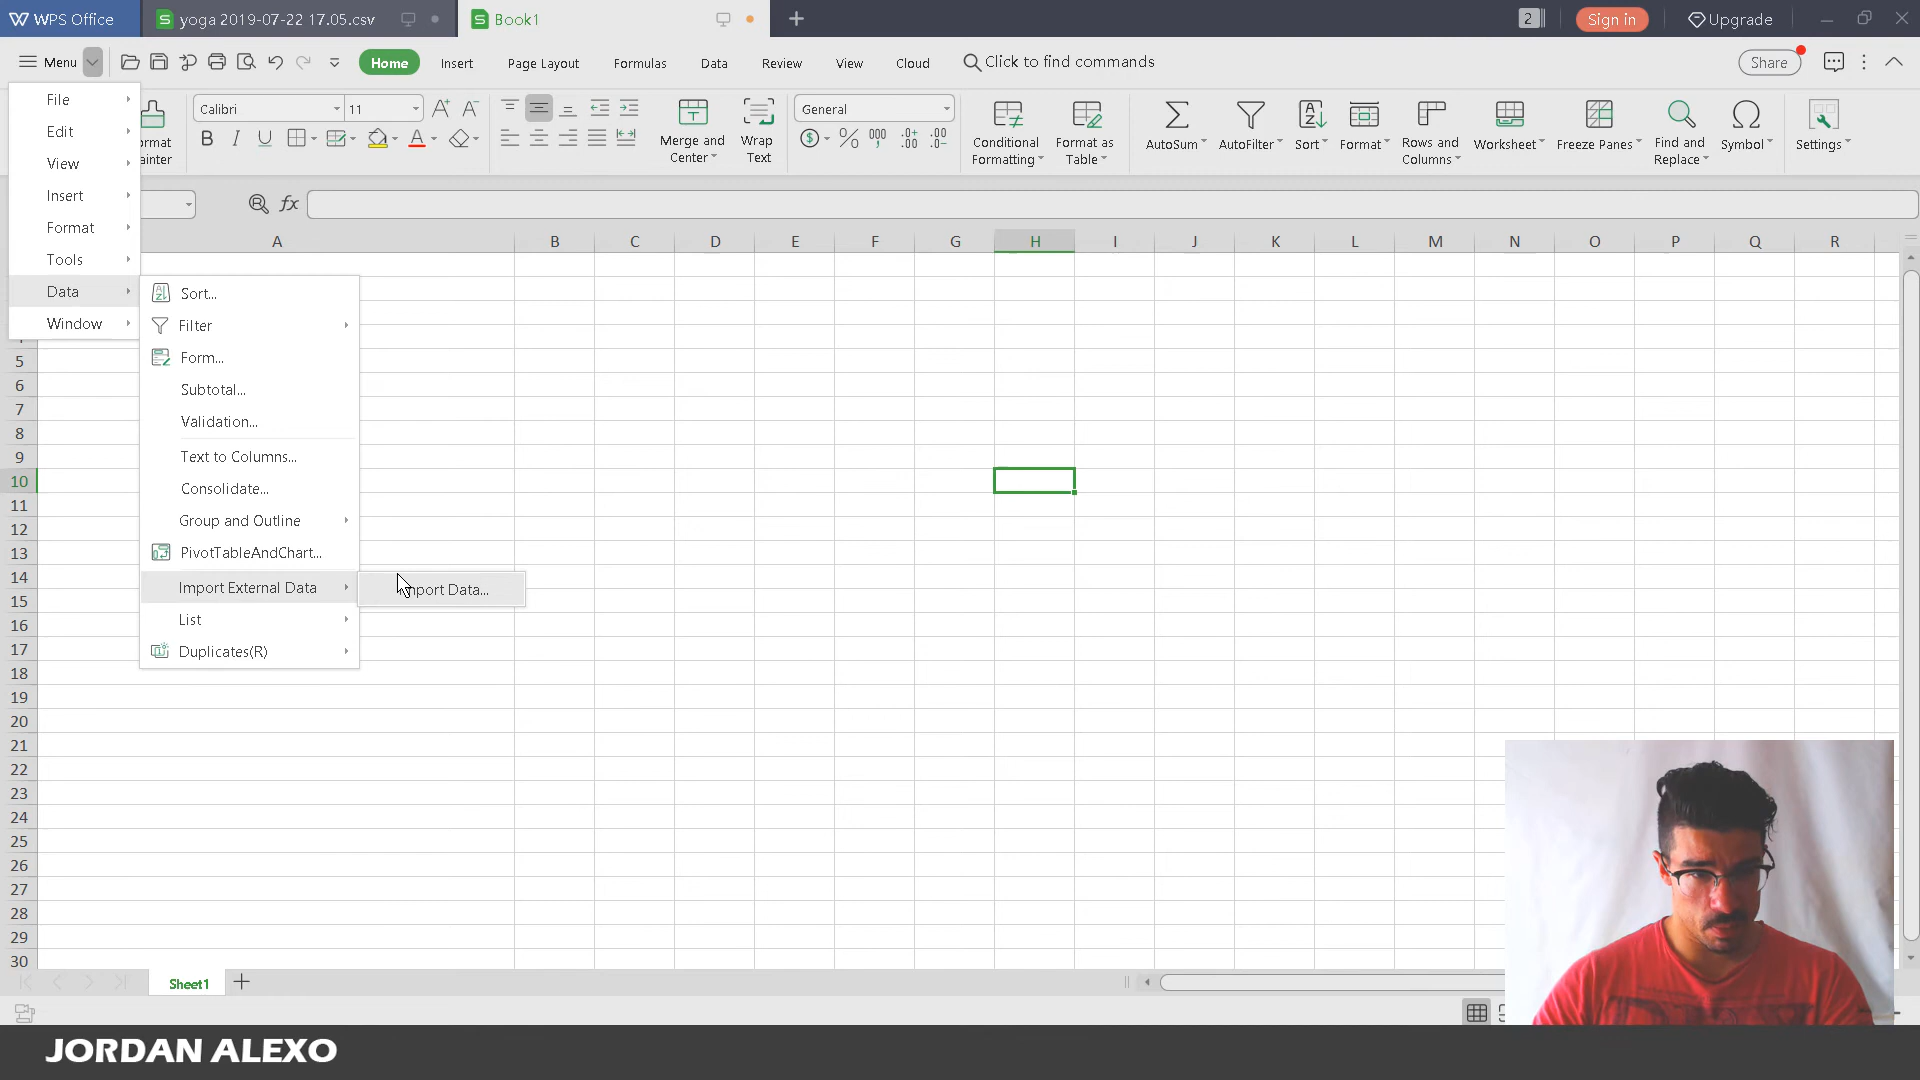 WPS Office
yoga 2019-07-22 17.05.csv
Book1
2
Sign in
Upgrade
Menu
Home
Insert
Page Layout
Formulas
Data
Review
View
Cloud
Click to find commands
Share
File
Edit
View
Insert
Format
Tools
Data
Window
Calibri
11
Merge and
Center
Wrap
Text
General
Conditional
Formatting
Format as
Table
AutoSum
AutoFilter
Sort
Format
Rows and
Columns
Worksheet
Freeze Panes
Find and
Replace
Symbol
Settings
A B C D E F G H I J K L M N O P Q R
Sort...
Filter
Form...
Subtotal...
Validation...
Text to Columns...
Consolidate...
Group and Outline
PivotTableAndChart...
Import External Data
List
Duplicates(R)
Data...
5
6
7
8
9
10
11
12
13
14
15
16
17
18
19
20
21
22
23
24
25
26
27
28
29
30
Sheet1
JORDAN ALEXO